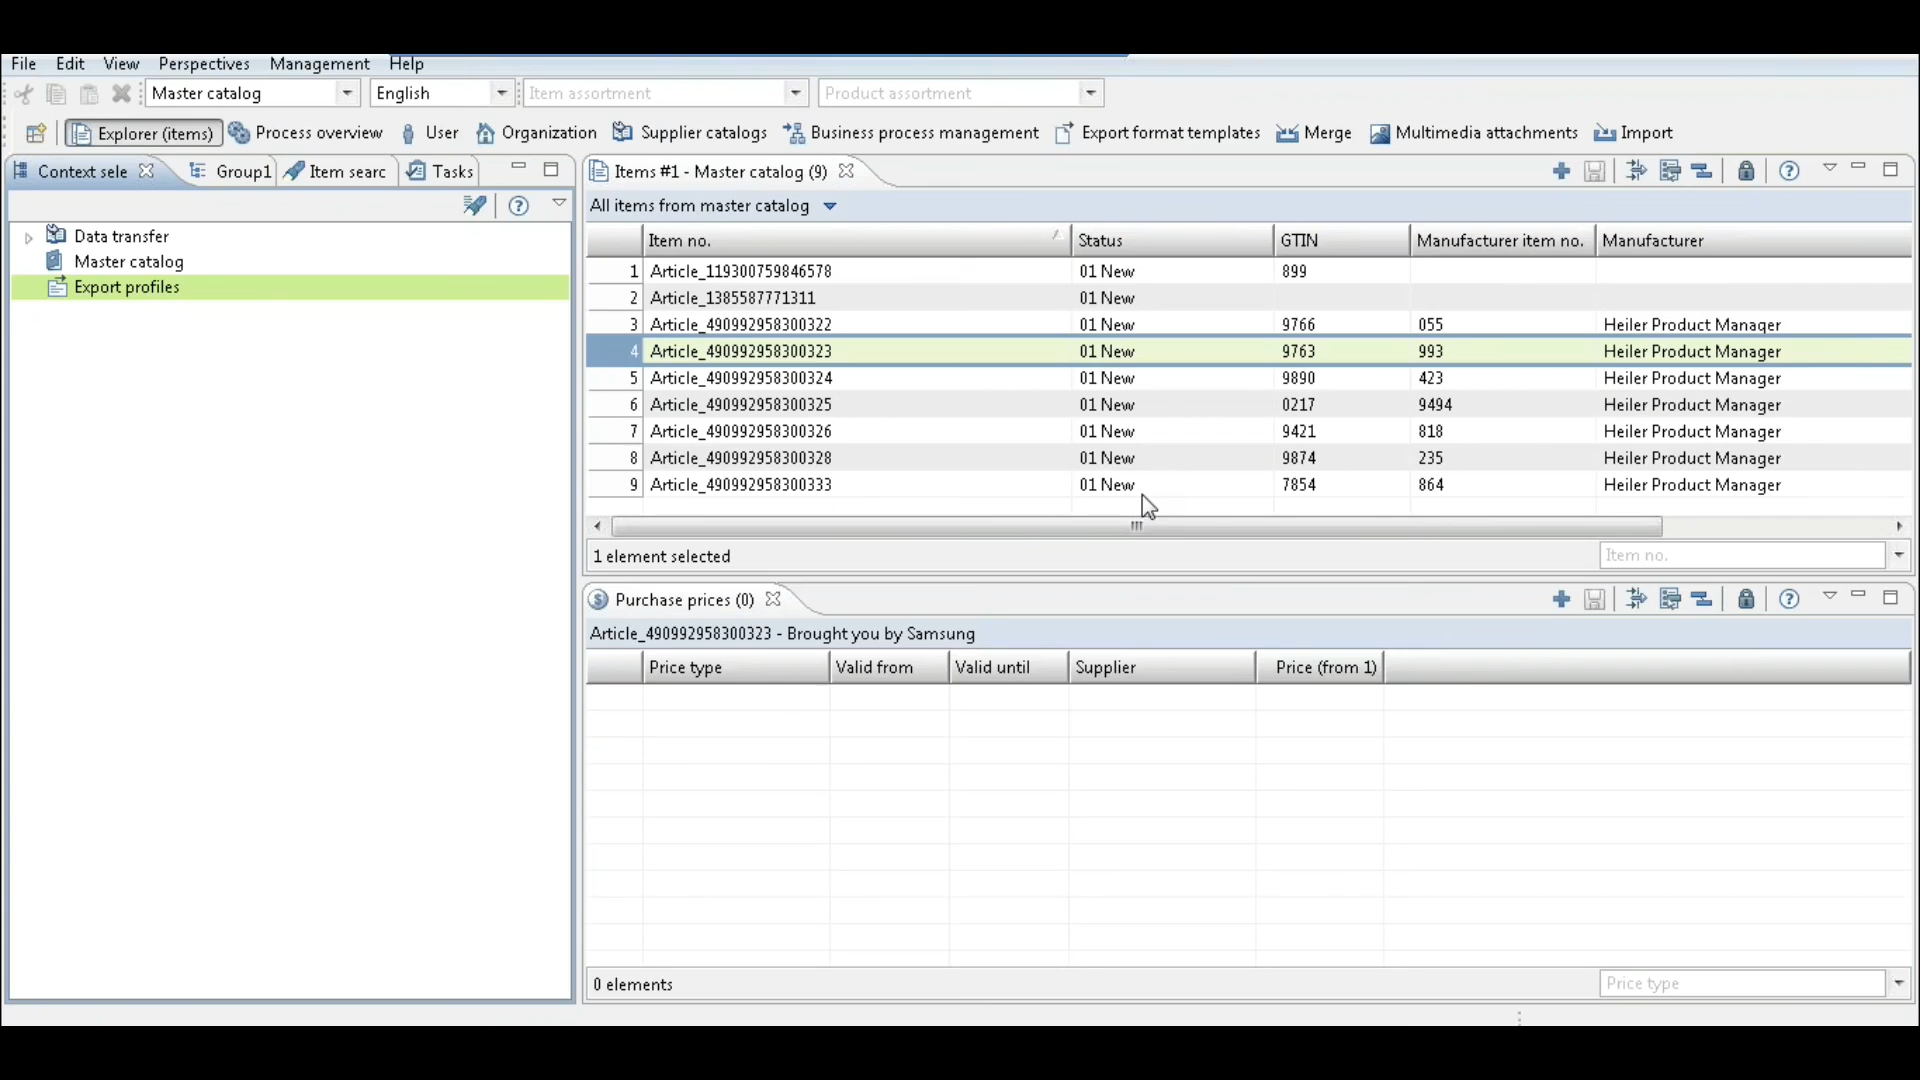 File Edit View Perspectives Management Help
Master catalog English Item assortment Product assortment
Explorer (items) Process overview User Organization Supplier catalogs Business process management Export format templates Merge Multimedia attachments Import
Context sele Group1 Item searc Tasks
Data transfer
Master catalog
Export profiles
Items #1 - Master catalog (9)
All items from master catalog
Item no. Status GTIN Manufacturer item no. Manufacturer
1 Article_119300759846578 01 New 899
2 Article_1385587771311 01 New
3 Article_490992958300322 01 New 9766 055 Heiler Product Manager
4 Article_490992958300323 01 New 9763 993 Heiler Product Manager
5 Article_490992958300324 01 New 9890 423 Heiler Product Manager
6 Article_490992958300325 01 New 0217 9494 Heiler Product Manager
7 Article_490992958300326 01 New 9421 818 Heiler Product Manager
8 Article_490992958300328 01 New 9874 235 Heiler Product Manager
9 Article_490992958300333 01 New 7854 864 Heiler Product Manager
1 element selected Item no.
Purchase prices (0)
Article_490992958300323 - Brought you by Samsung
Price type Valid from Valid until Supplier Price (from 1)
0 elements Price type